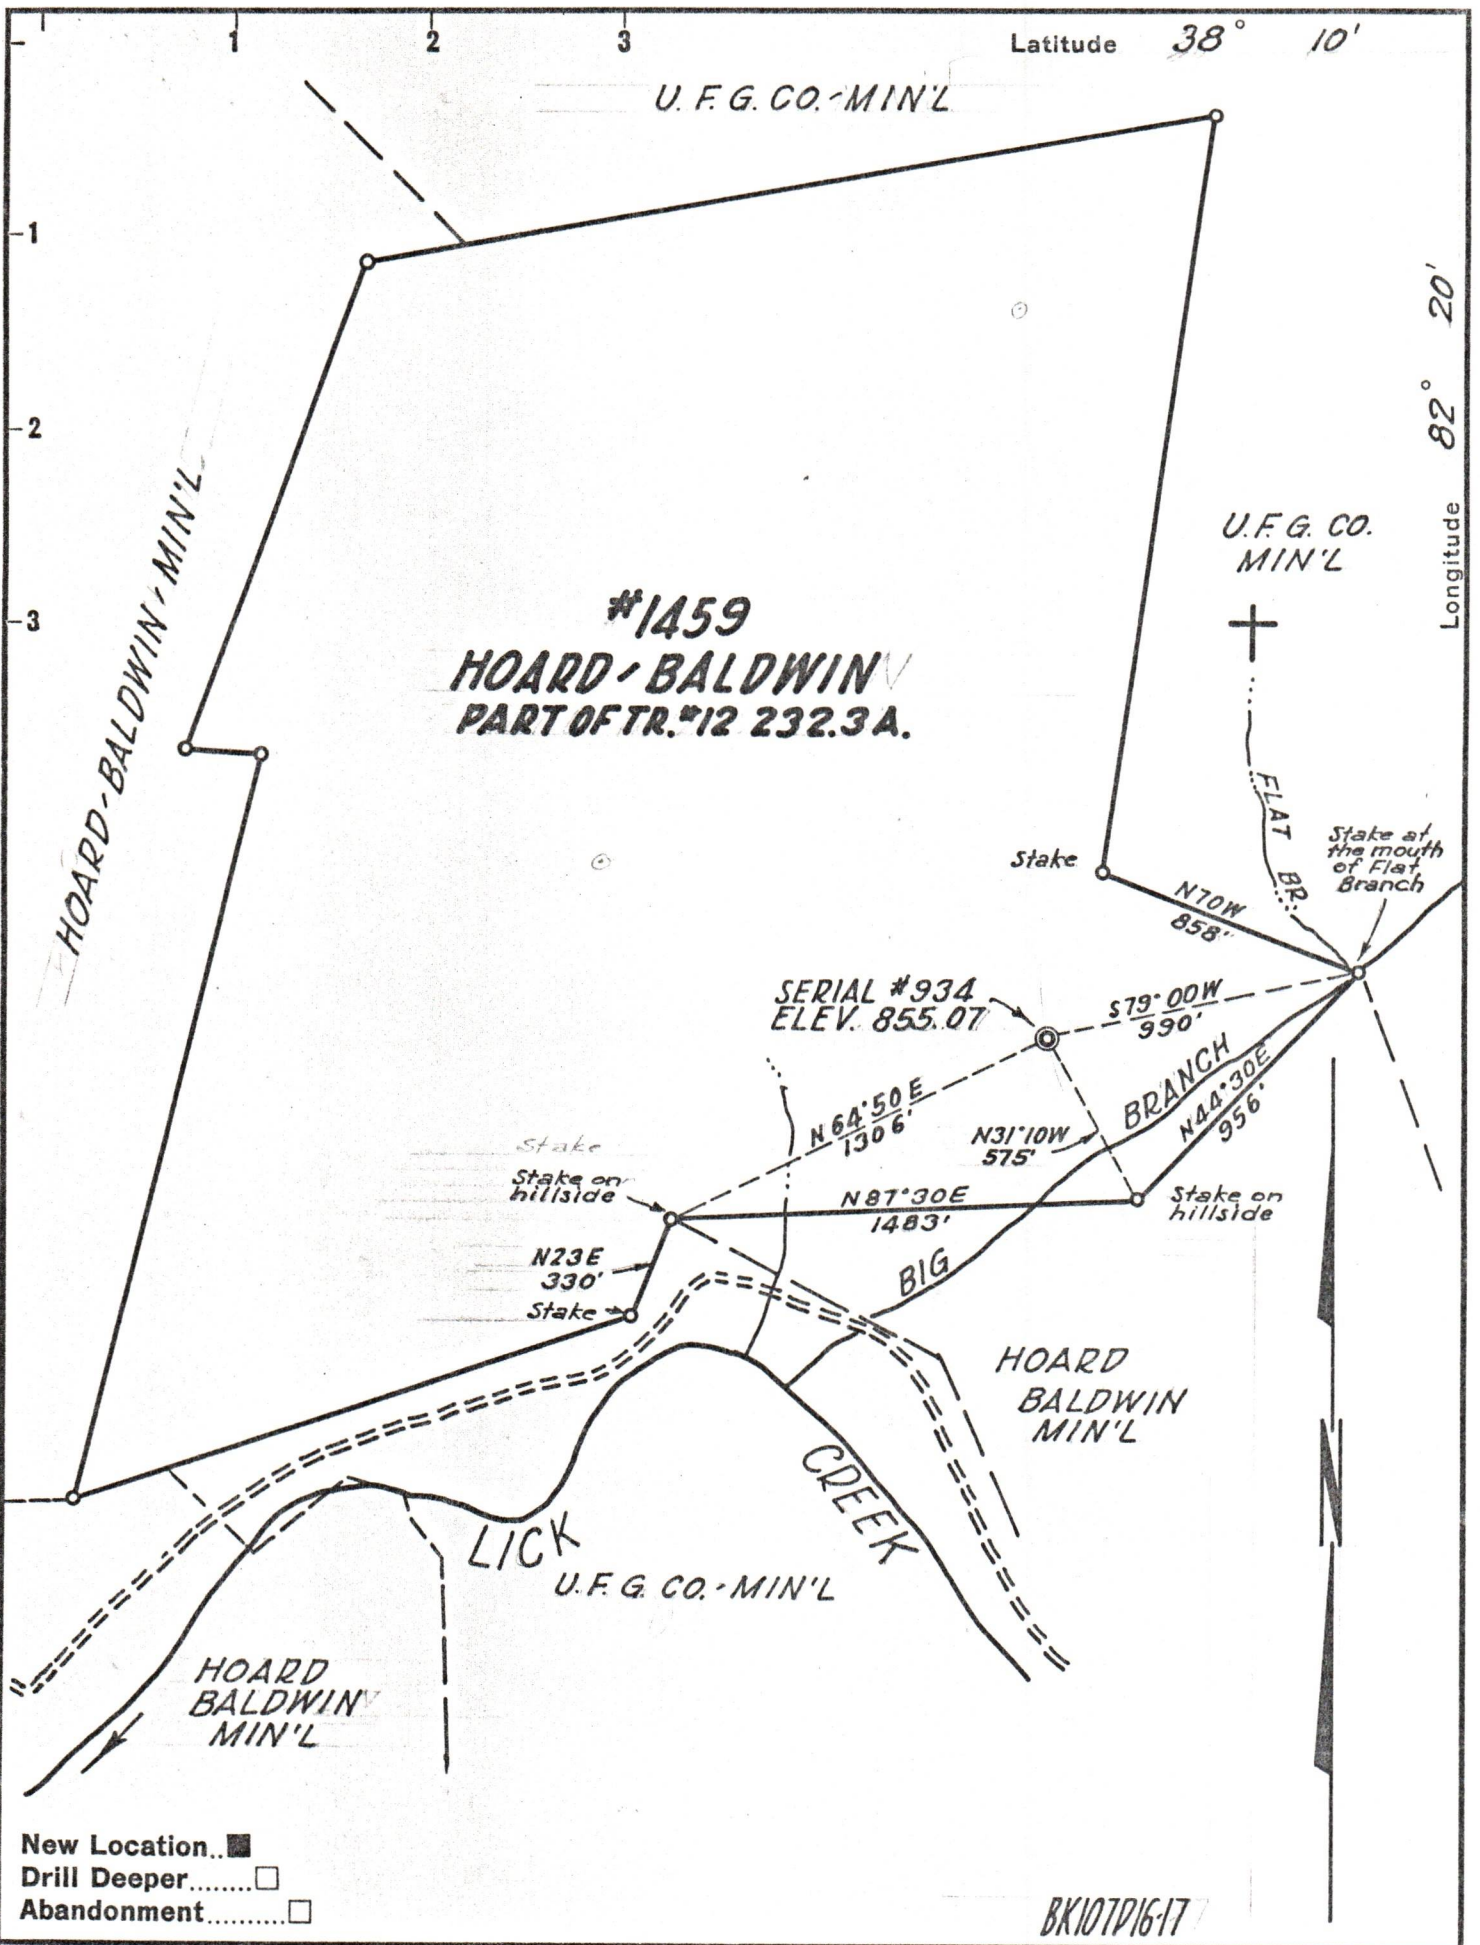 1 2 3
Latitude 38° 10'
U.F.G. CO.-MIN'L
-1
-2
-3
Longitude 82° 20'
HOARD-BALDWIN-MIN'L
U.F.G. CO.
MIN'L
#1459
HOARD-BALDWIN
PART OF TR. #12 232.3A.
FLAT BR.
Stake at
the mouth
of Flat
Branch
Stake
N70W
858'
SERIAL #934
ELEV. 855.07
S79°00W
990'
BIG BRANCH
N44°30E
956'
N64°50E
1306'
N31°10W
575'
Stake
Stake on
hillside
N87°30E
1483'
Stake on
hillside
N23E
330'
Stake
HOARD
BALDWIN
MIN'L
LICK CREEK
U.F.G. CO.-MIN'L
N
HOARD
BALDWIN
MIN'L
New Location..■
Drill Deeper........□
Abandonment..........□
BK107P16-17